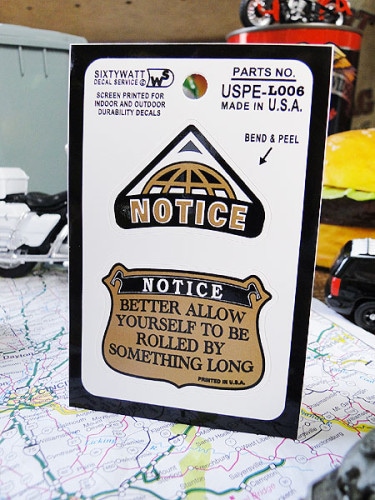 SIXTYWATT
DECAL SERVICE WS
SCREEN PRINTED FOR
INDOOR AND OUTDOOR
DURABILITY DECALS
PARTS NO.
USPE-L006
MADE IN U.S.A.
BEND & PEEL
NOTICE
NOTICE
BETTER ALLOW
YOURSELF TO BE
ROLLED BY
SOMETHING LONG
PRINTED IN U.S.A.